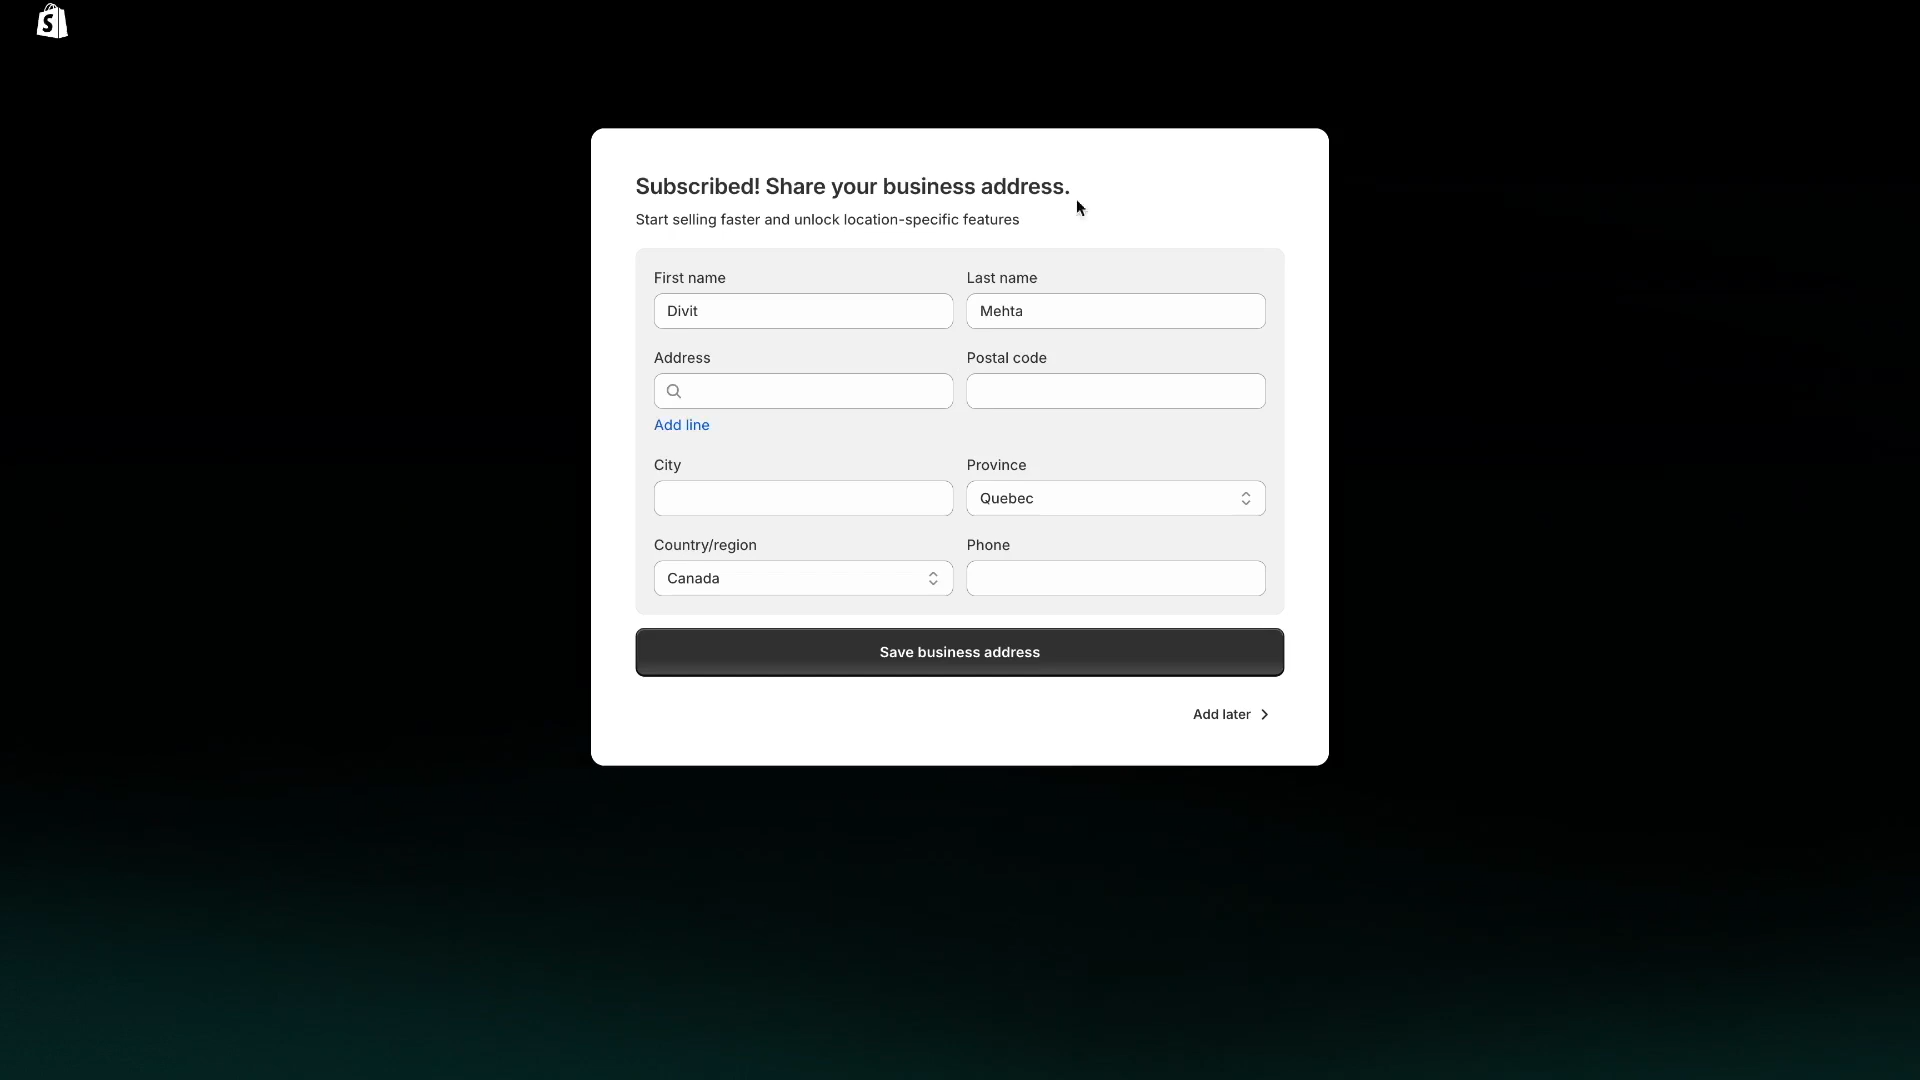 S
Subscribed! Share your business address.
Start selling faster and unlock location-specific features
First name
Last name
Divit
Mehta
Address
Postal code
Add line
City
Province
Quebec
Country/region
Phone
Canada
Save business address
Add later